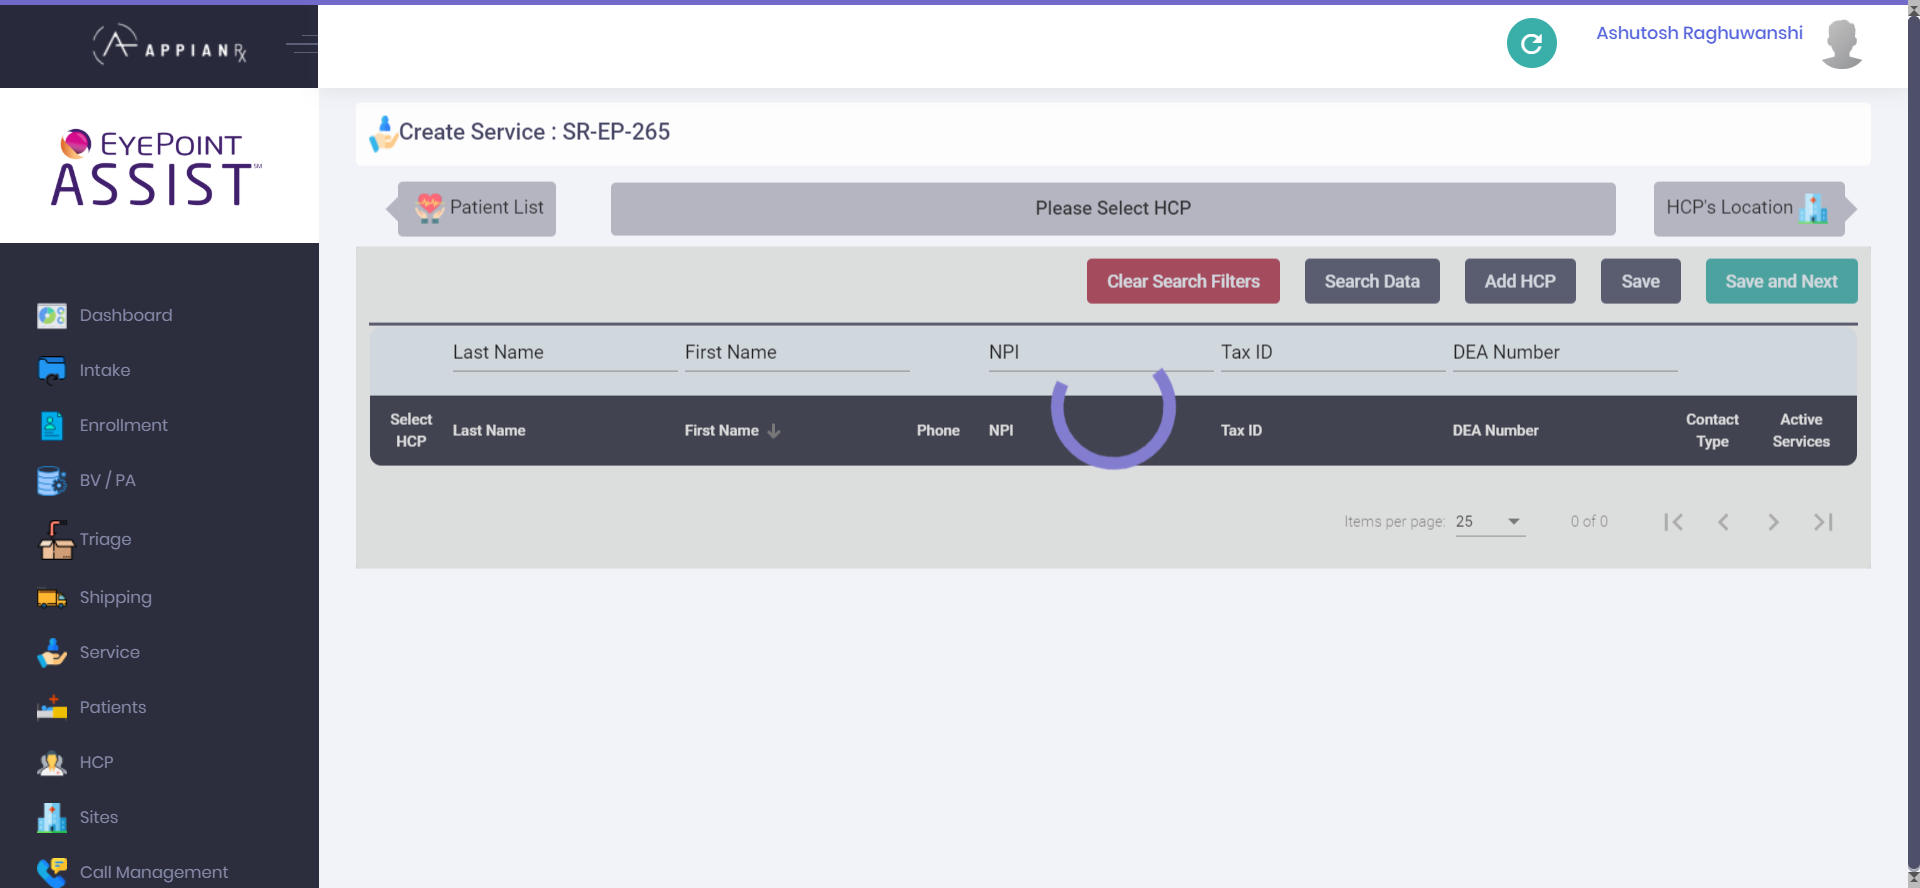 APPIANRx
Ashutosh Raghuwanshi
EYEPOINT
ASSIST SM
Create Service : SR-EP-265
Patient List
Please Select HCP
HCP's Location
Clear Search Filters
Search Data
Add HCP
Save
Save and Next
Last Name
First Name
NPI
Tax ID
DEA Number
Select HCP
Last Name
First Name
Phone
NPI
Tax ID
DEA Number
Contact Type
Active Services
Items per page: 25
0 of 0
Dashboard
Intake
Enrollment
BV / PA
Triage
Shipping
Service
Patients
HCP
Sites
Call Management